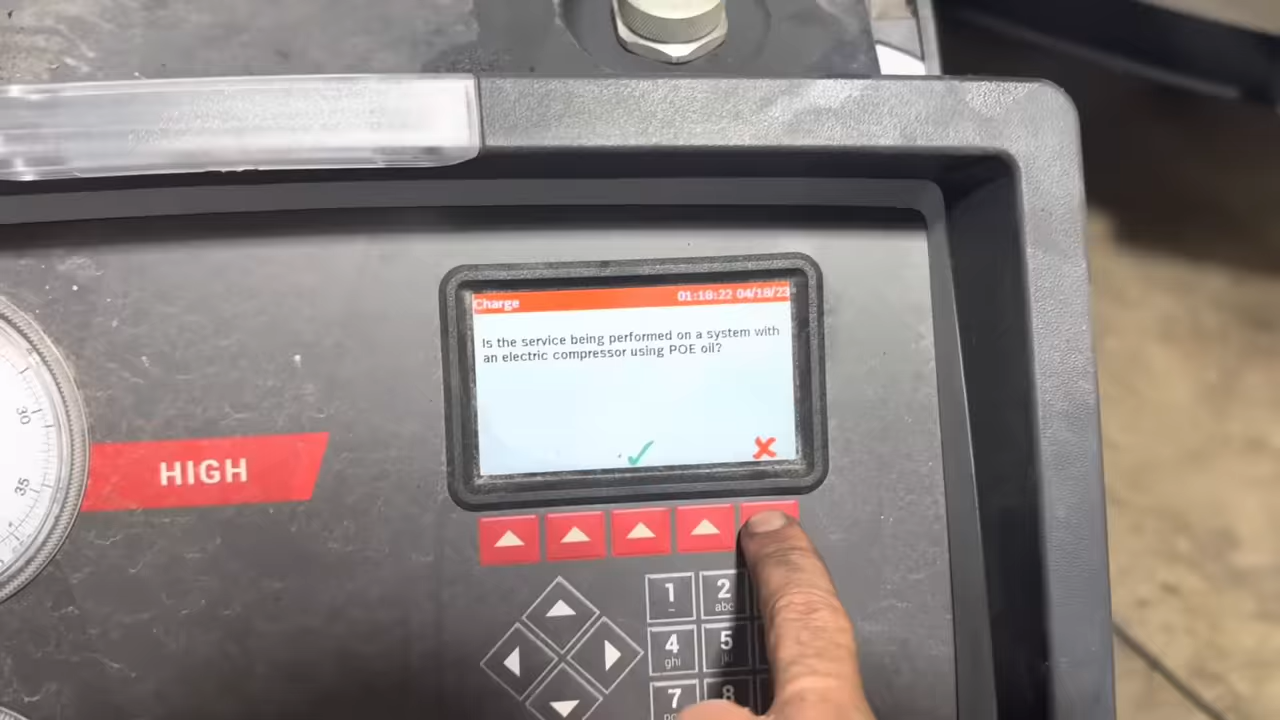 Charge 01:18:22 04/18/23
Is the service being performed on a system with
an electric compressor using POE oil?
30
35
HIGH
1
2
abc
4
ghi
5
jkl
7
8